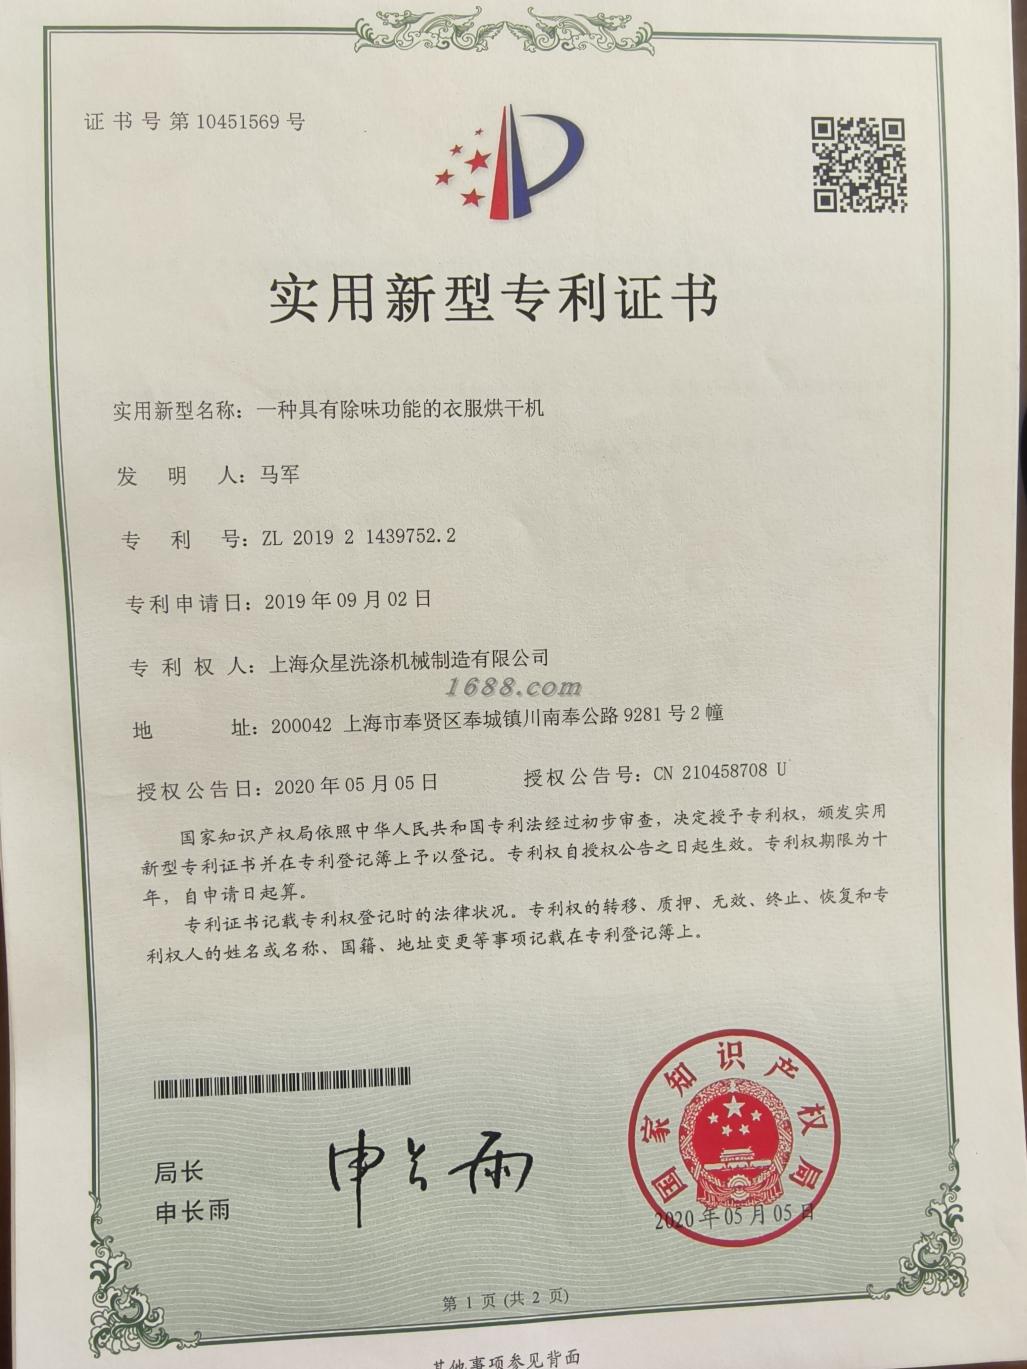 证书号第10451569号
实用新型专利证书
实用新型名称：一种具有除味功能的衣服烘干机
发明人：马军
专利号：ZL 2019 2 1439752.2
专利申请日：2019年09月02日
专利权人：上海众星洗涤机械制造有限公司
1688.com
地址：200042 上海市奉贤区奉城镇川南奉公路9281号2幢
授权公告日：2020年05月05日 授权公告号：CN 210458708 U
国家知识产权局依照中华人民共和国专利法经过初步审查，决定授予专利权，颁发实用
新型专利证书并在专利登记簿上予以登记。专利权自授权公告之日起生效。专利权期限为十
年，自申请日起算。
专利证书记载专利权登记时的法律状况。专利权的转移、质押、无效、终止、恢复和专
利权人的姓名或名称、国籍、地址变更等事项记载在专利登记簿上。
局长
申长雨
申长雨
国家知识产权局
2020年05月05日
第1页(共2页)
其他事项参见背面